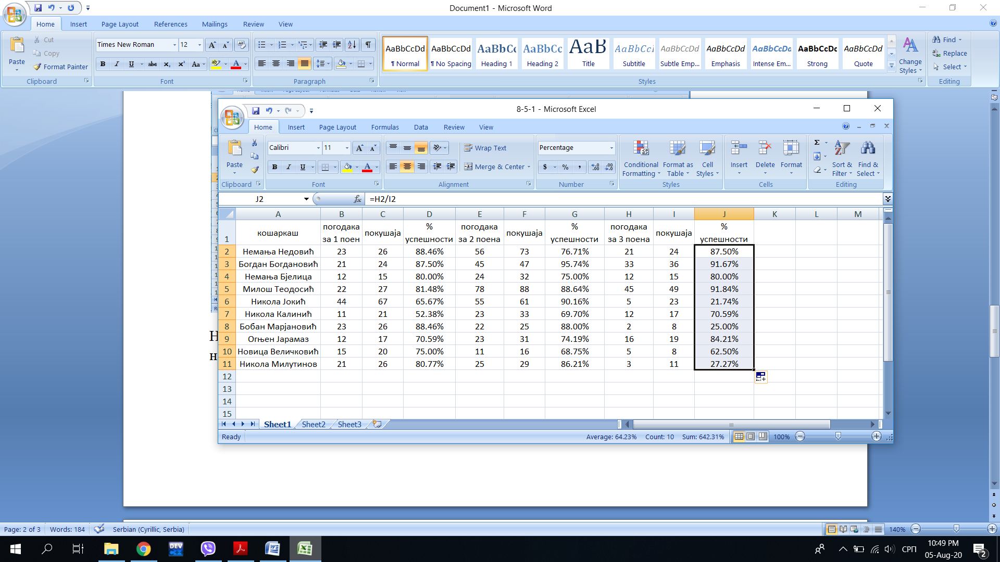 Document1 - Microsoft Word
Home Insert Page Layout References Mailings Review View
Cut
Copy
Format Painter
Paste
Clipboard
Times New Roman 12
B I U abc x₂ x² Aa
Font
Paragraph
AaBbCcDd AaBbCcDd AaBbCc AaBbCc AaB AaBbCcI AaBbCcDd AaBbCcDd AaBbCcDd AaBbCcDc AaBbCcDd
¶ Normal ¶ No Spacing Heading 1 Heading 2 Title Subtitle Subtle Emp... Emphasis Intense Em... Strong Quote
Change Styles
Styles
Find
Replace
Select
Editing
8-5-1 - Microsoft Excel
Home Insert Page Layout Formulas Data Review View
Paste
Clipboard
Calibri 11
B I U
Font
Wrap Text
Merge & Center
Alignment
Percentage
$ % ,
Number
Conditional Formatting Format as Table Cell Styles
Styles
Insert Delete Format
Cells
Sort & Filter Find & Select
Editing
J2 fx =H2/I2
A B C D E F G H I J K L M
1 кошаркаш погодака за 1 поен покушаја % успешности погодака за 2 поена покушаја % успешности погодака за 3 поена покушаја % успешности
2 Немања Недовић 23 26 88.46% 56 73 76.71% 21 24 87.50%
3 Богдан Богдановић 21 24 87.50% 45 47 95.74% 33 36 91.67%
4 Немања Бјелица 12 15 80.00% 24 32 75.00% 12 15 80.00%
5 Милош Теодосић 22 27 81.48% 78 88 88.64% 45 49 91.84%
6 Никола Јокић 44 67 65.67% 55 61 90.16% 5 23 21.74%
7 Никола Калинић 11 21 52.38% 23 33 69.70% 12 17 70.59%
8 Бобан Марјановић 23 26 88.46% 22 25 88.00% 2 8 25.00%
9 Огњен Јарамаз 12 17 70.59% 23 31 74.19% 16 19 84.21%
10 Новица Величковић 15 20 75.00% 11 16 68.75% 5 8 62.50%
11 Никола Милутинов 21 26 80.77% 25 29 86.21% 3 11 27.27%
12
13
14
15
Sheet1 Sheet2 Sheet3
Ready Average: 64.23% Count: 10 Sum: 642.31% 100%
Page: 2 of 3 Words: 184 Serbian (Cyrillic, Serbia) 140%
DEV
СРП
10:49 PM
05-Aug-20
2